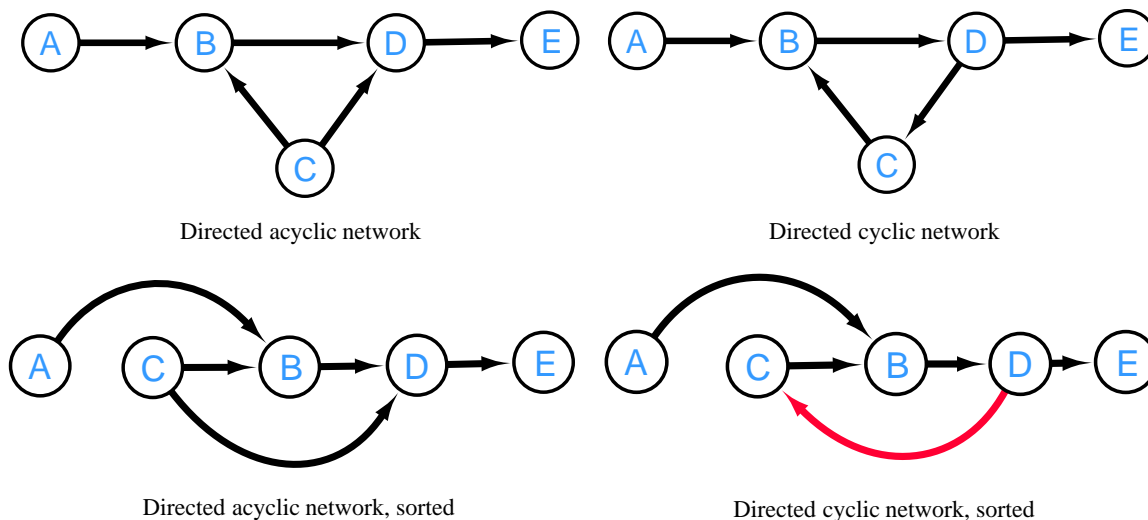 A B D E
C
Directed acyclic network
A B D E
C
Directed cyclic network
A C B D E
Directed acyclic network, sorted
A C B D E
Directed cyclic network, sorted